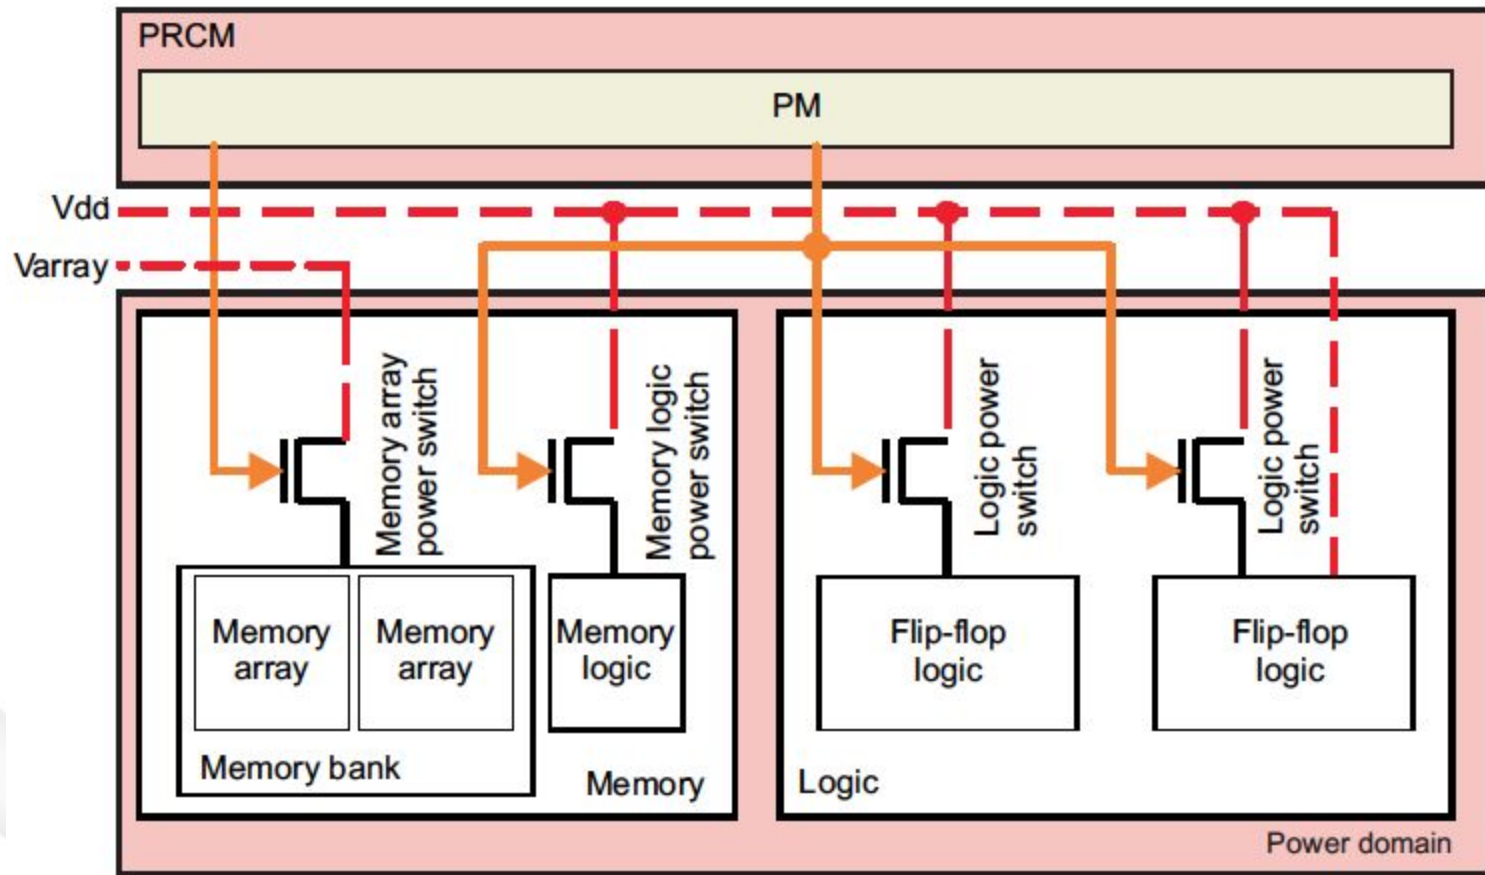 PRCM
PM
Vdd
Varray
Memory array
power switch
Memory logic
power switch
Logic power
switch
Logic power
switch
Memory
array
Memory
array
Memory
logic
Flip-flop
logic
Flip-flop
logic
Memory bank
Memory
Logic
Power domain